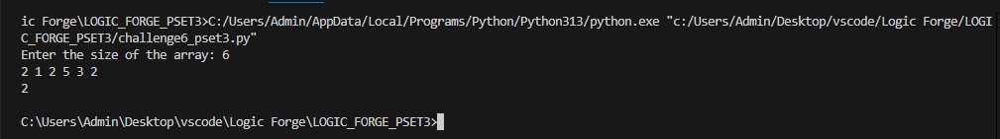 ic Forge\LOGIC_FORGE_PSET3>C:/Users/Admin/AppData/Local/Programs/Python/Python313/python.exe "c:/Users/Admin/Desktop/vscode/Logic Forge/LOGI
C_FORGE_PSET3/challenge6_pset3.py"
Enter the size of the array: 6
2 1 2 5 3 2
2
C:\Users\Admin\Desktop\vscode\Logic Forge\LOGIC_FORGE_PSET3>